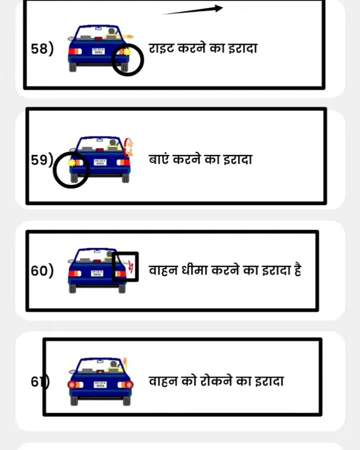 58) राइट करने का इरादा
59) बाएं करने का इरादा
60) वाहन धीमा करने का इरादा है
61) वाहन को रोकने का इरादा